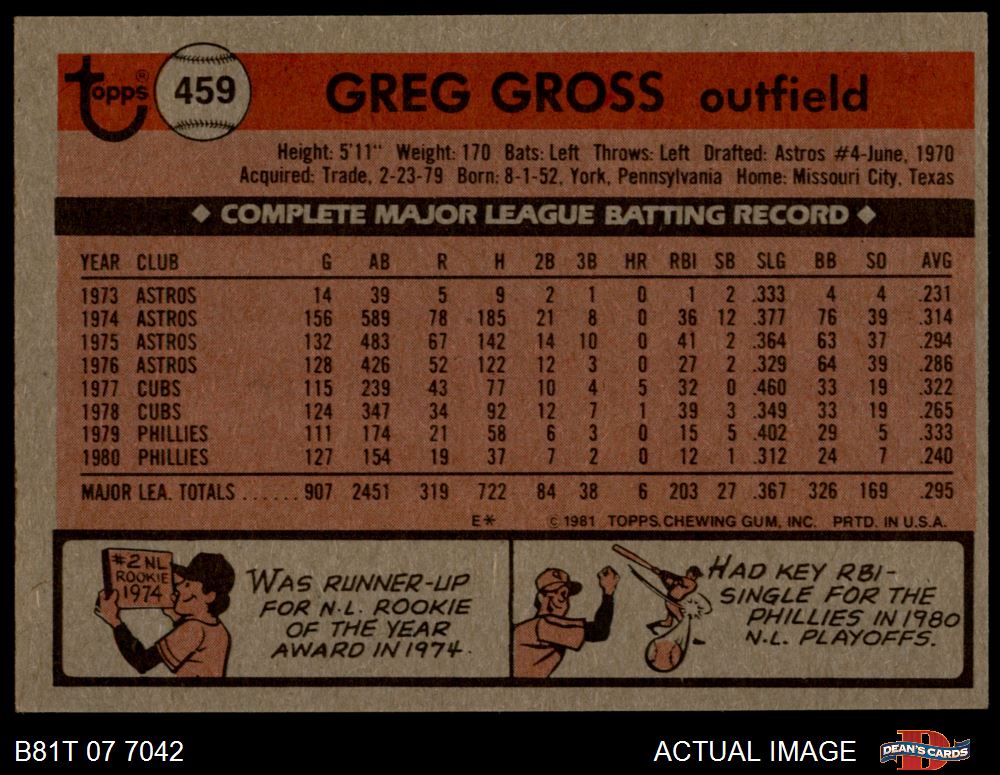 topps® 459 GREG GROSS outfield
Height: 5'11" Weight: 170 Bats: Left Throws: Left Drafted: Astros #4-June, 1970
Acquired: Trade, 2-23-79 Born: 8-1-52, York, Pennsylvania Home: Missouri City, Texas
◆ COMPLETE MAJOR LEAGUE BATTING RECORD ◆
YEAR CLUB G AB R H 2B 3B HR RBI SB SLG BB SO AVG
1973 ASTROS 14 39 5 9 2 1 0 1 2 .333 4 4 .231
1974 ASTROS 156 589 78 185 21 8 0 36 12 .377 76 39 .314
1975 ASTROS 132 483 67 142 14 10 0 41 2 .364 63 37 .294
1976 ASTROS 128 426 52 122 12 3 0 27 2 .329 64 39 .286
1977 CUBS 115 239 43 77 10 4 5 32 0 .460 33 19 .322
1978 CUBS 124 347 34 92 12 7 1 39 3 .349 33 19 .265
1979 PHILLIES 111 174 21 58 6 3 0 15 5 .402 29 5 .333
1980 PHILLIES 127 154 19 37 7 2 0 12 1 .312 24 7 .240
MAJOR LEA. TOTALS ...... 907 2451 319 722 84 38 6 203 27 .367 326 169 .295
E* © 1981 TOPPS CHEWING GUM, INC. PRTD. IN U.S.A.
#2 NL
ROOKIE
1974
WAS RUNNER-UP
FOR N.L. ROOKIE
OF THE YEAR
AWARD IN 1974.
HAD KEY RBI-
SINGLE FOR THE
PHILLIES IN 1980
N.L. PLAYOFFS.
B81T 07 7042 ACTUAL IMAGE DEAN'S CARDS